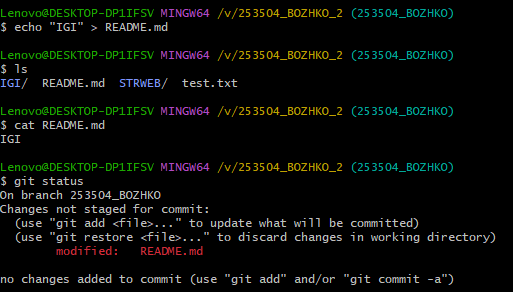 Lenovo@DESKTOP-DP1IFSV MINGW64 /v/253504_BOZHKO_2 (253504_BOZHKO)
$ echo "IGI" > README.md
Lenovo@DESKTOP-DP1IFSV MINGW64 /v/253504_BOZHKO_2 (253504_BOZHKO)
$ ls
IGI/  README.md  STRWEB/  test.txt
Lenovo@DESKTOP-DP1IFSV MINGW64 /v/253504_BOZHKO_2 (253504_BOZHKO)
$ cat README.md
IGI
Lenovo@DESKTOP-DP1IFSV MINGW64 /v/253504_BOZHKO_2 (253504_BOZHKO)
$ git status
On branch 253504_BOZHKO
Changes not staged for commit:
  (use "git add <file>..." to update what will be committed)
  (use "git restore <file>..." to discard changes in working directory)
        modified:   README.md
no changes added to commit (use "git add" and/or "git commit -a")